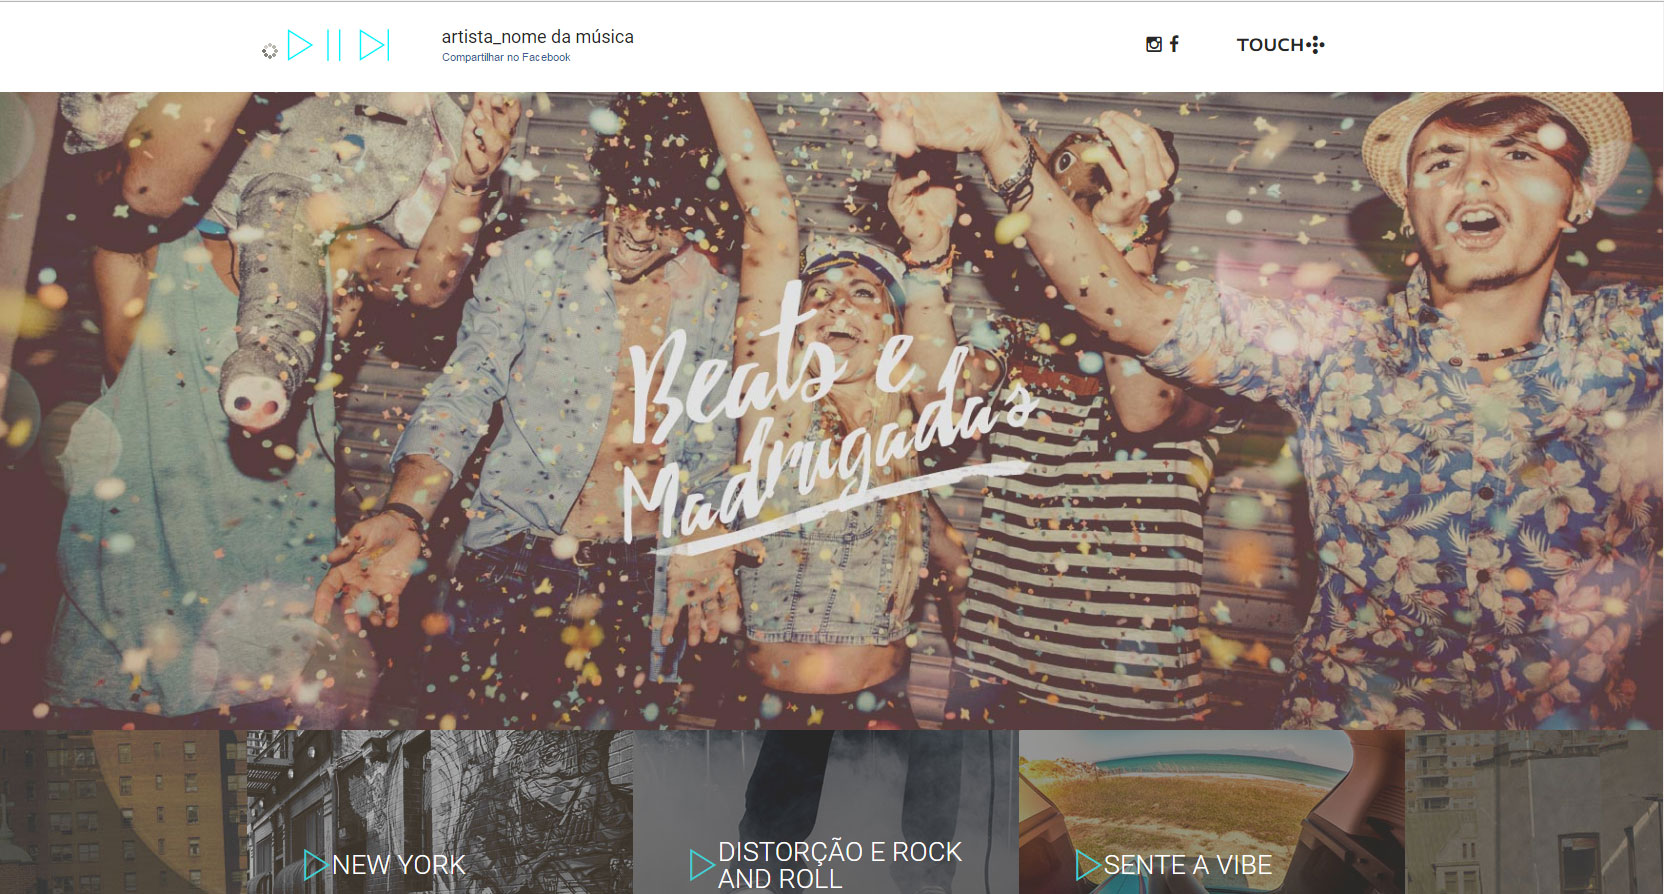 artista_nome da música
Compartilhar no Facebook
TOUCH
Beats e
Madrugadas
NEW YORK
DISTORÇÃO E ROCK
AND ROLL
SENTE A VIBE